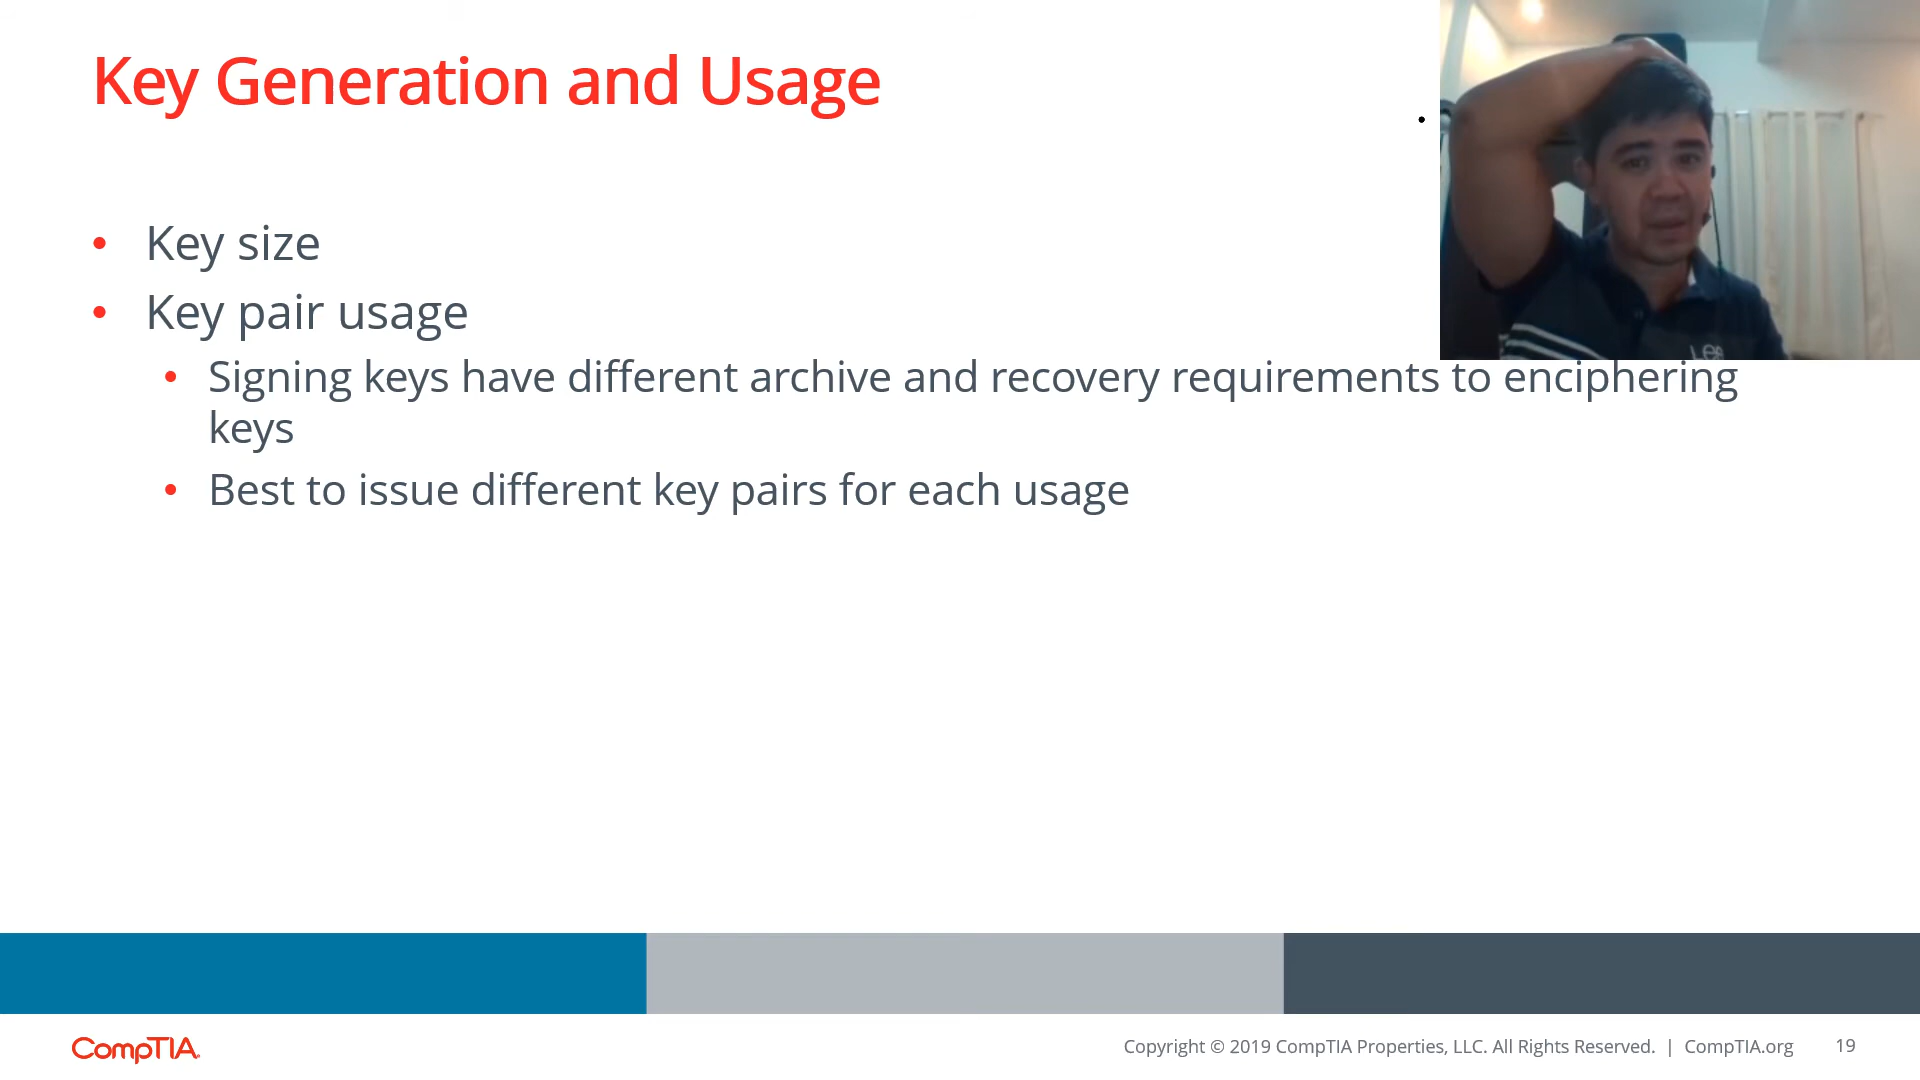 Key Generation and Usage
• Key size
• Key pair usage
• Signing keys have different archive and recovery requirements to enciphering
keys
• Best to issue different key pairs for each usage
CompTIA.
Copyright © 2019 CompTIA Properties, LLC. All Rights Reserved. | CompTIA.org 19